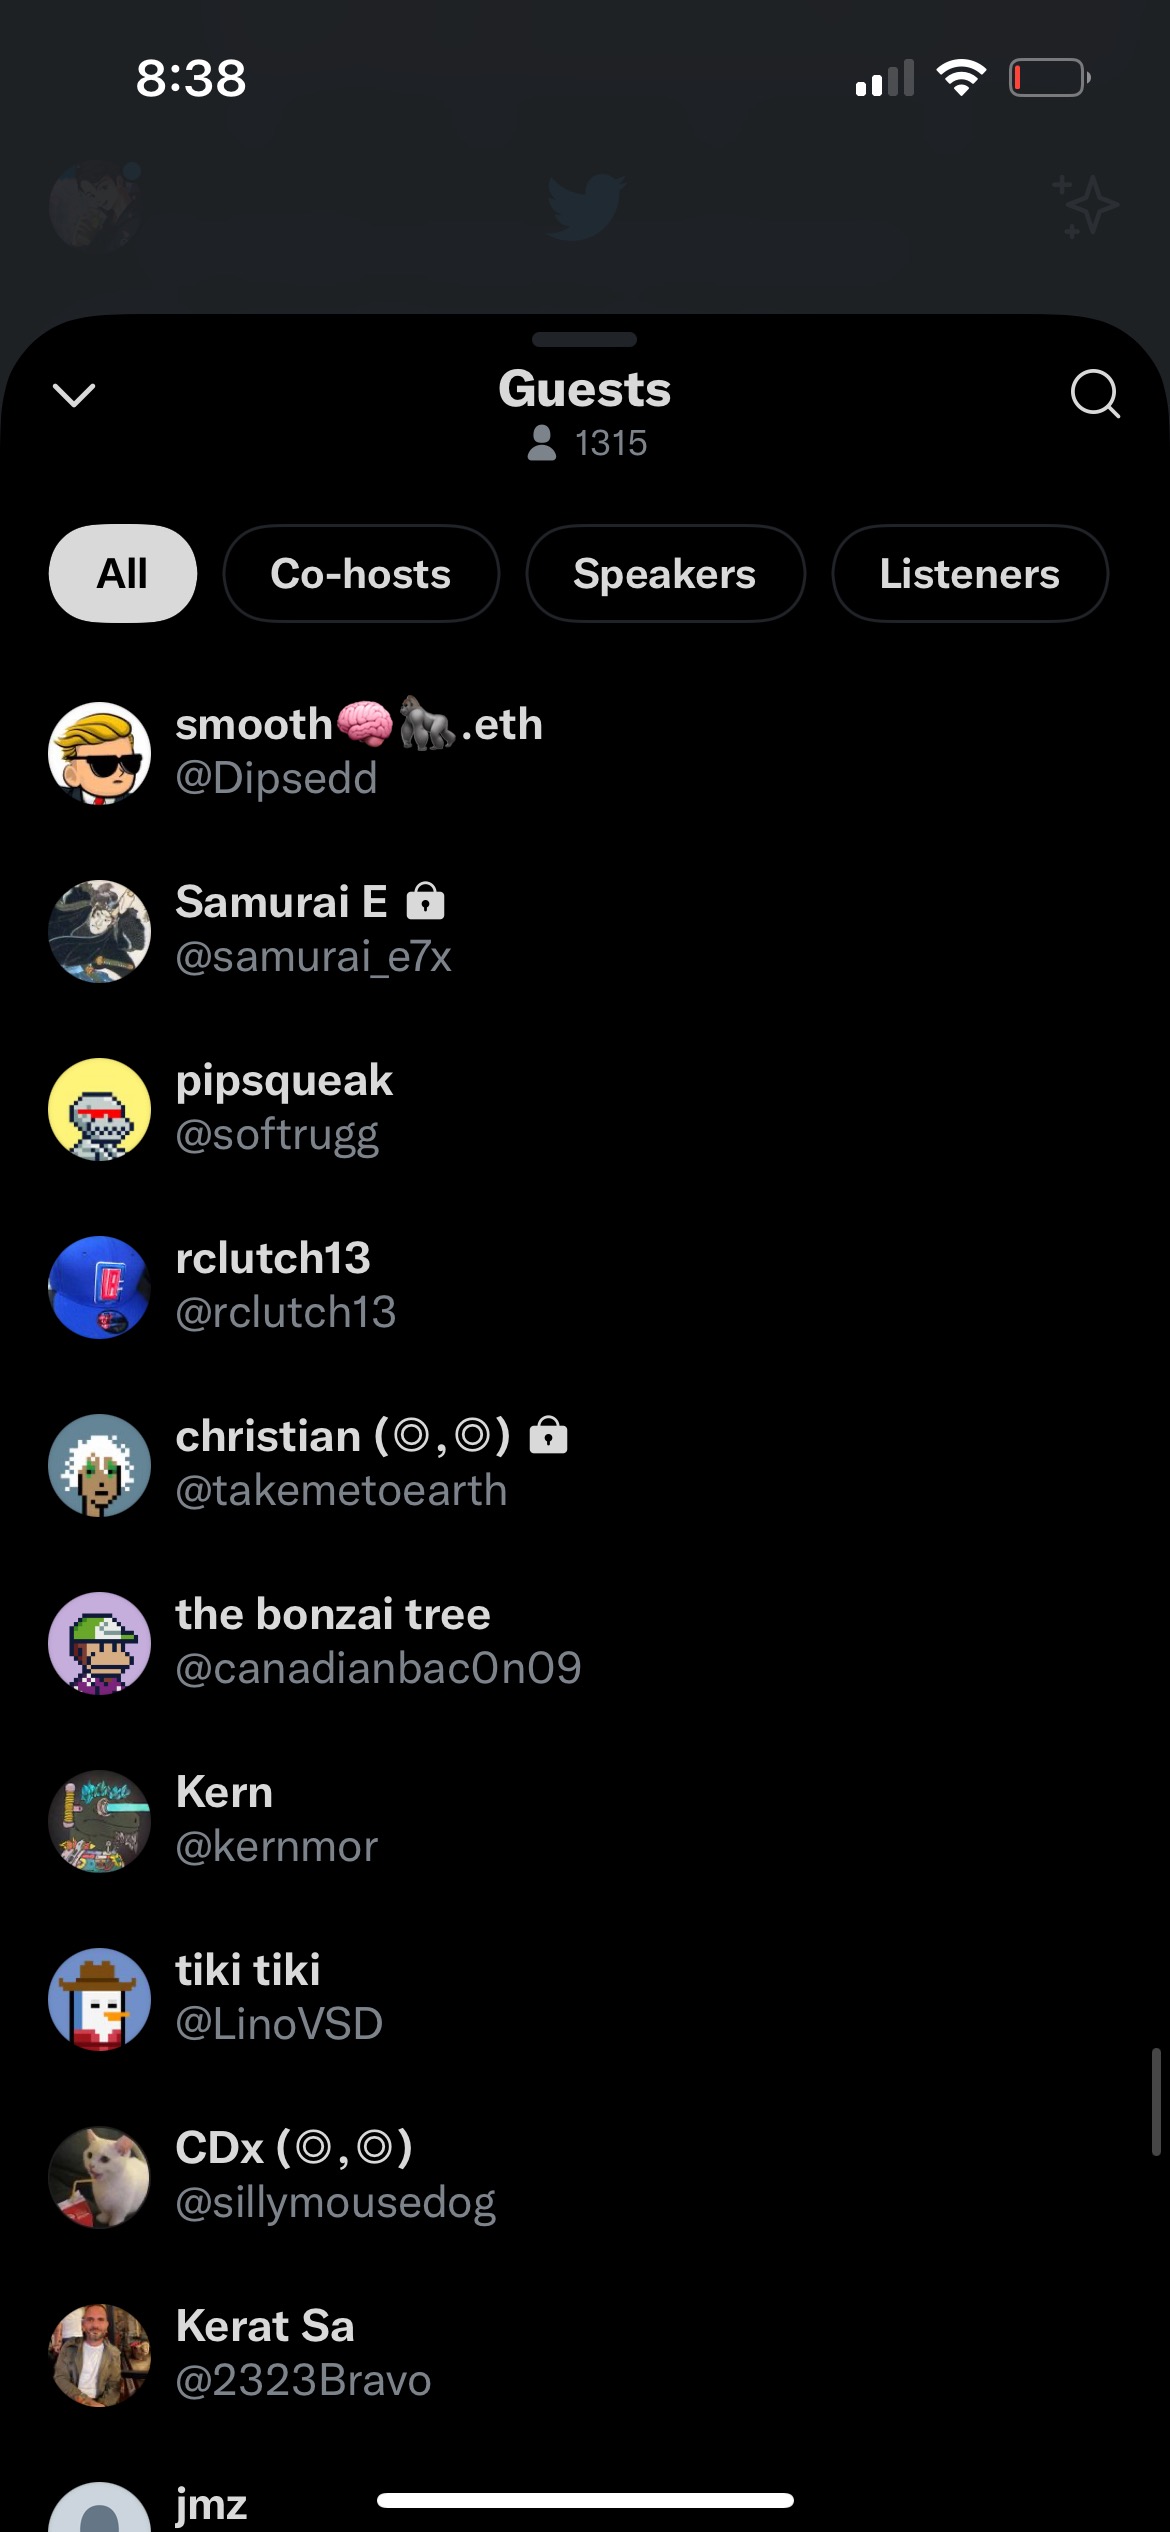 8:38
Guests
1315
All
Co-hosts
Speakers
Listeners
smooth🧠🦍.eth
@Dipsedd
Samurai E 🔒
@samurai_e7x
pipsqueak
@softrugg
rclutch13
@rclutch13
christian (◎,◎) 🔒
@takemetoearth
the bonzai tree
@canadianbac0n09
Kern
@kernmor
tiki tiki
@LinoVSD
CDx (◎,◎)
@sillymousedog
Kerat Sa
@2323Bravo
jmz